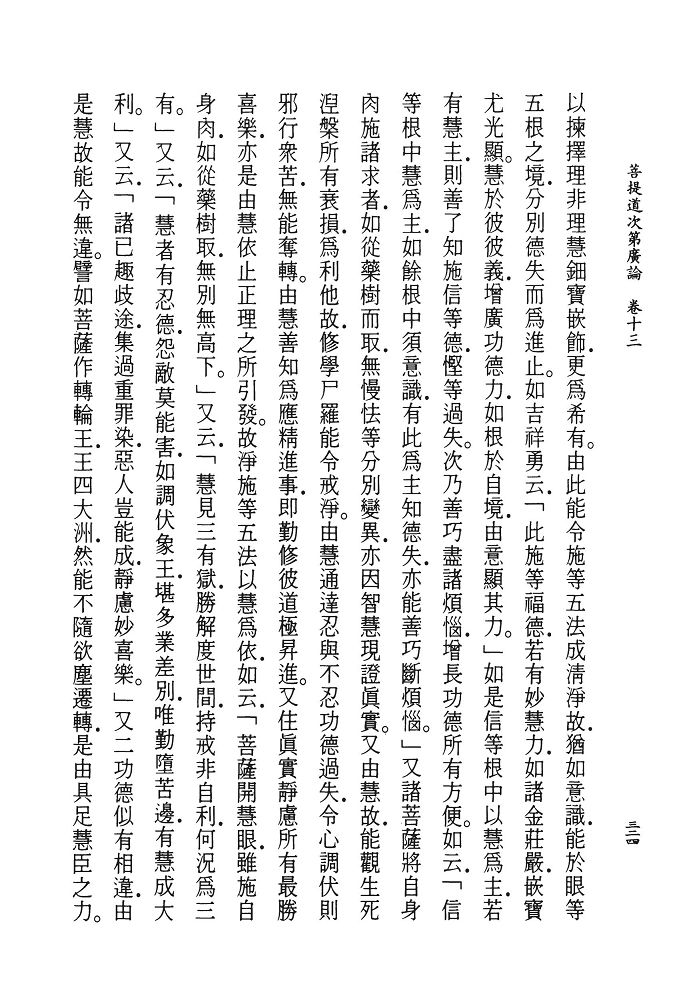 菩提道次第廣論　卷十三
三二四
以揀擇理非理慧鈿寶嵌飾．更爲希有。由此能令施等五法成淸淨故．猶如意識．能於眼等
五根之境．分別德失而爲進止。如吉祥勇云．「此施等福德．若有妙慧力．如諸金莊嚴．嵌寶
尤光顯。慧於彼彼義．增廣功德力．如根於自境．由意顯其力。」如是信等根中以慧爲主．若
有慧主．則善了知施信等德．慳等過失。次乃善巧盡諸煩惱．增長功德所有方便。如云．「信
等根中慧爲主．如餘根中須意識．有此爲主知德失．亦能善巧斷煩惱。」又諸菩薩將自身
肉施諸求者．如從藥樹而取．無慢怯等分別變異．亦因智慧現證眞實。又由慧故．能觀生死
湼槃所有衰損．爲利他故．修學尸羅能令戒淨。由慧通達忍與不忍功德過失．令心調伏則
邪行衆苦．無能奪轉。由慧善知爲應精進事．即勤修彼道極昇進。又住眞實靜慮所有最勝
喜樂．亦是由慧依止正理之所引發。故淨施等五法以慧爲依．如云．「菩薩開慧眼．雖施自
身肉．如從藥樹取．無別無高下。」又云．「慧見三有獄．勝解度世間．持戒非自利．何況爲三
有。」又云．「慧者有忍德．怨敵莫能害．如調伏象王．堪多業差別．唯勤墮苦邊．有慧成大
利。」又云．「諸已趣歧途．集過重罪染．惡人豈能成．靜慮妙喜樂。」又二功德似有相違．由
是慧故能令無違。譬如菩薩作轉輪王．王四大洲．然能不隨欲塵遷轉．是由具足慧臣之力。